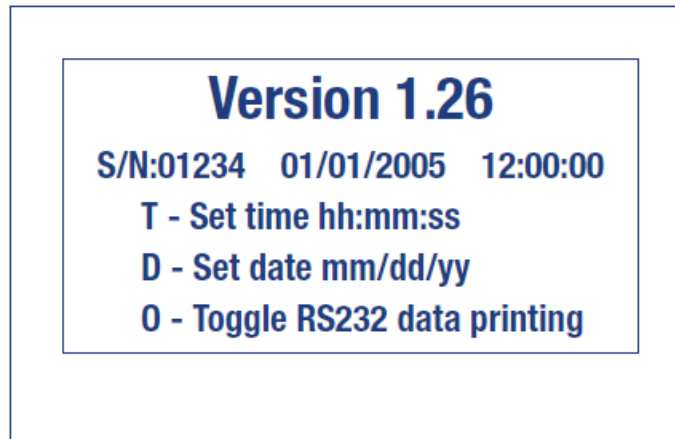 Version 1.26
S/N:01234 01/01/2005 12:00:00
T - Set time hh:mm:ss
D - Set date mm/dd/yy
O - Toggle RS232 data printing